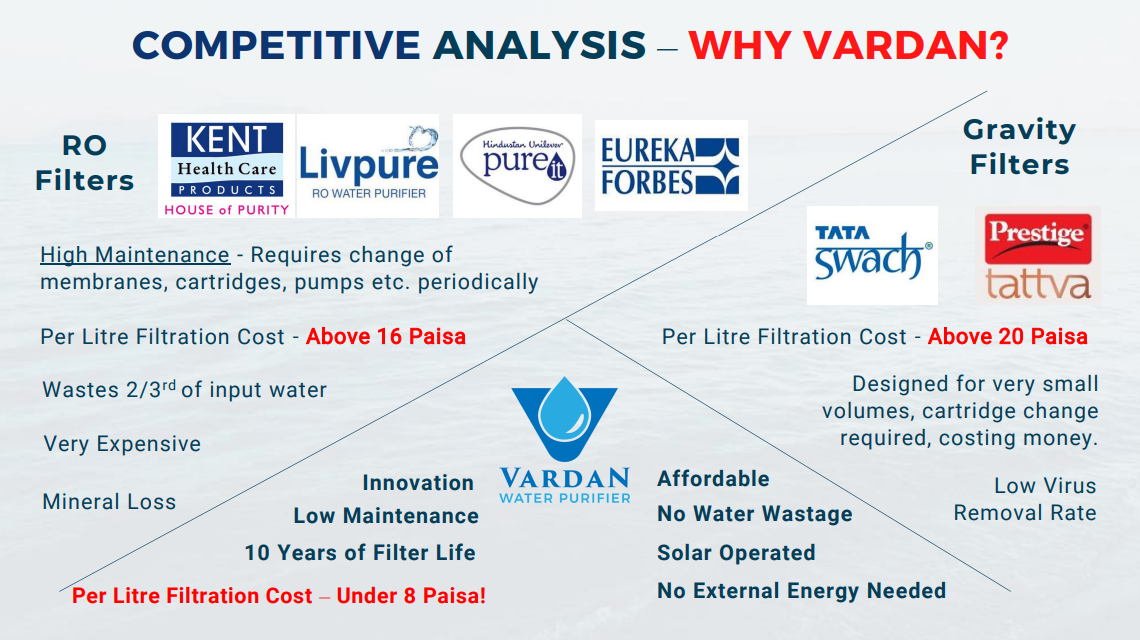 COMPETITIVE ANALYSIS – WHY VARDAN?
RO
Filters
KENT
Health Care
PRODUCTS
HOUSE of PURITY
Livpure
RO WATER PURIFIER
Hindustan Unilever
pureit
EUREKA
FORBES
Gravity
Filters
TATA
swach®
Prestige
tattva
High Maintenance - Requires change of
membranes, cartridges, pumps etc. periodically
Per Litre Filtration Cost - Above 16 Paisa
Wastes 2/3rd of input water
Very Expensive
Mineral Loss
Per Litre Filtration Cost - Above 20 Paisa
Designed for very small
volumes, cartridge change
required, costing money.
Low Virus
Removal Rate
VARDAN
WATER PURIFIER
Innovation
Low Maintenance
10 Years of Filter Life
Per Litre Filtration Cost – Under 8 Paisa!
Affordable
No Water Wastage
Solar Operated
No External Energy Needed